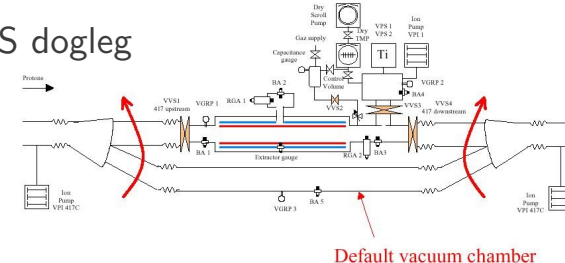 S dogleg
Dry
Scroll
Pump
Gas supply
Dry
TMP
VPS 1
VPS 2
Ion
Pump
VPI 1
Capacitance
gauge
Ti
Control
Volume
VGRP 2
BA4
Protons
BA 2
RGA 1
VVS2
VVS3
VVS1
417 upstream
VGRP 1
VVS4
417 downstream
BA 1
Extractor gauge
RGA 2
BA3
Ion
Pump
VPI 417C
VGRP 3
BA 5
Ion
Pump
VPI 417C
Default vacuum chamber